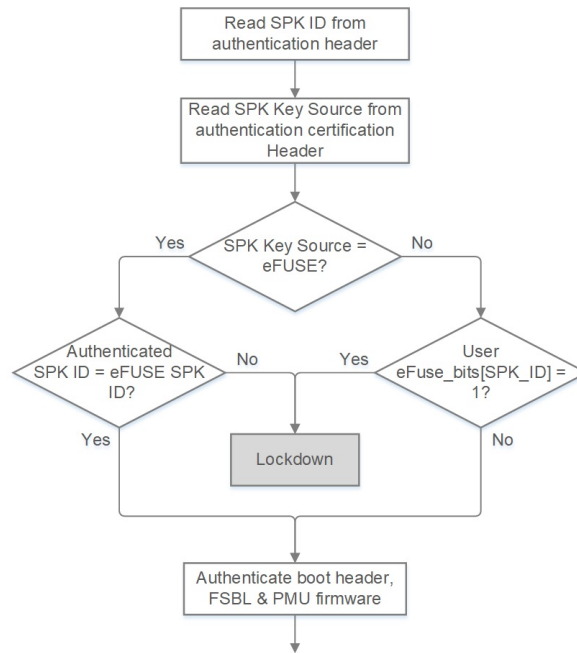 Read SPK ID from
authentication header
Read SPK Key Source from
authentication certification
Header
Yes
SPK Key Source =
eFUSE?
No
Authenticated
SPK ID = eFUSE SPK
ID?
No
Yes
User
eFuse_bits[SPK_ID] =
1?
Yes
Lockdown
No
Authenticate boot header,
FSBL & PMU firmware